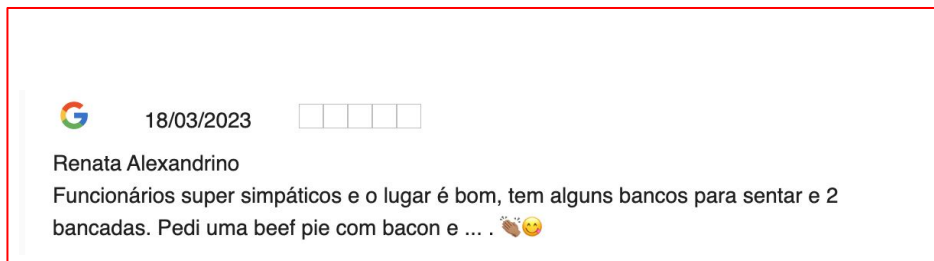 18/03/2023
Renata Alexandrino
Funcionários super simpáticos e o lugar é bom, tem alguns bancos para sentar e 2
bancadas. Pedi uma beef pie com bacon e ... . 👏🏽😋